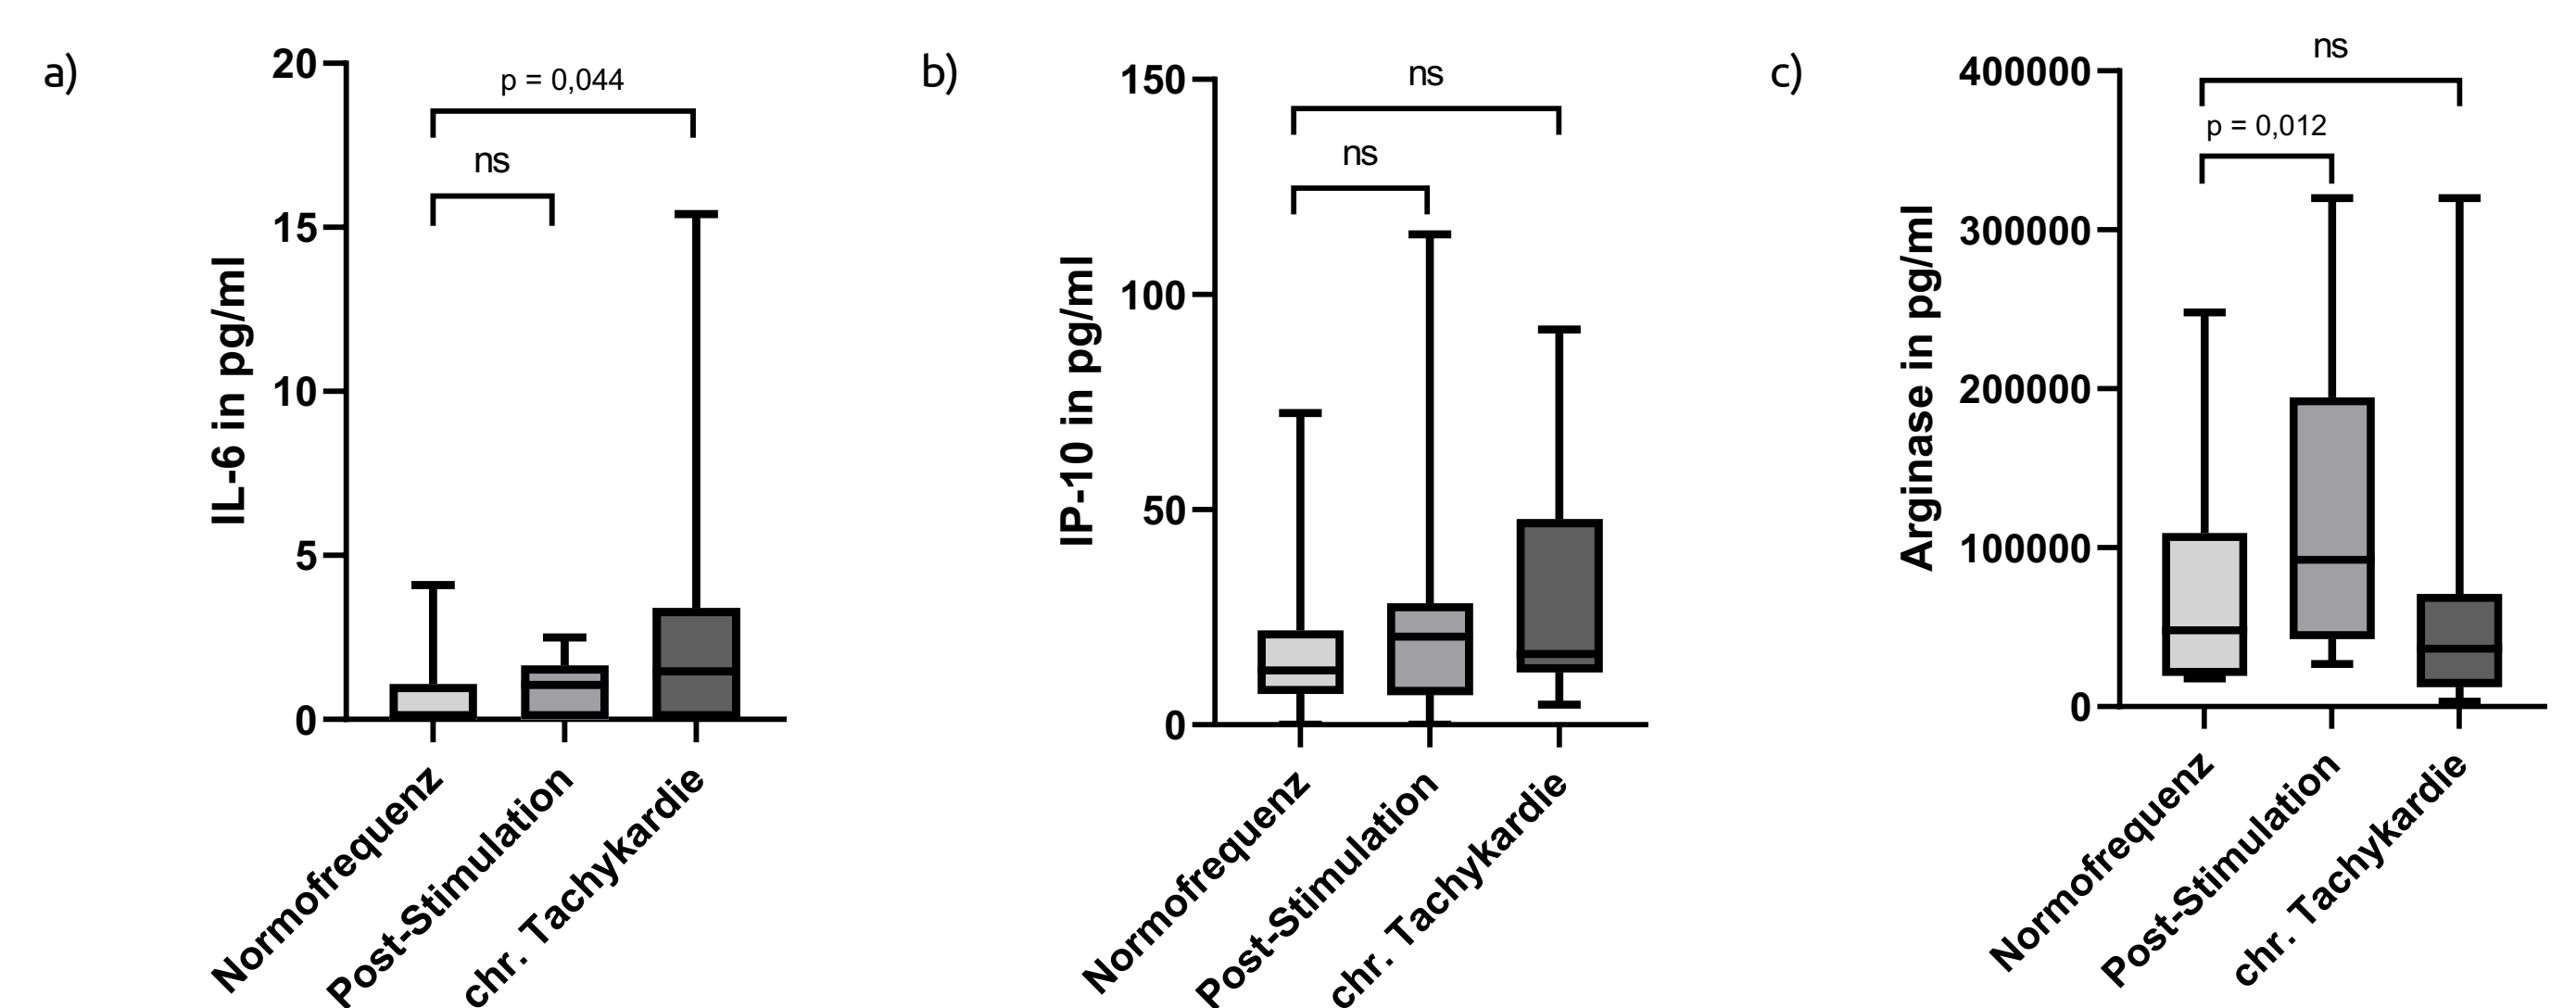 a)
20
15
10
5
0
IL-6 in pg/ml
p = 0,044
ns
Normofrequenz
Post-Stimulation
chr. Tachykardie
b)
150
100
50
0
IP-10 in pg/ml
ns
ns
Normofrequenz
Post-Stimulation
chr. Tachykardie
c)
400000
300000
200000
100000
0
Arginase in pg/ml
ns
p = 0,012
Normofrequenz
Post-Stimulation
chr. Tachykardie